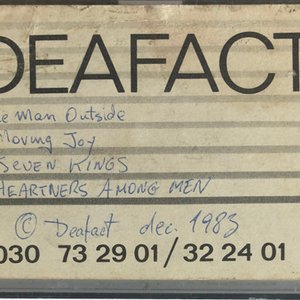 DEAFACT
e Man Outside
Moving Joy
SEVEN KINGS
HEARTNERS AMONG MEN
© Deafact dec. 1983
030 73 29 01/32 24 01